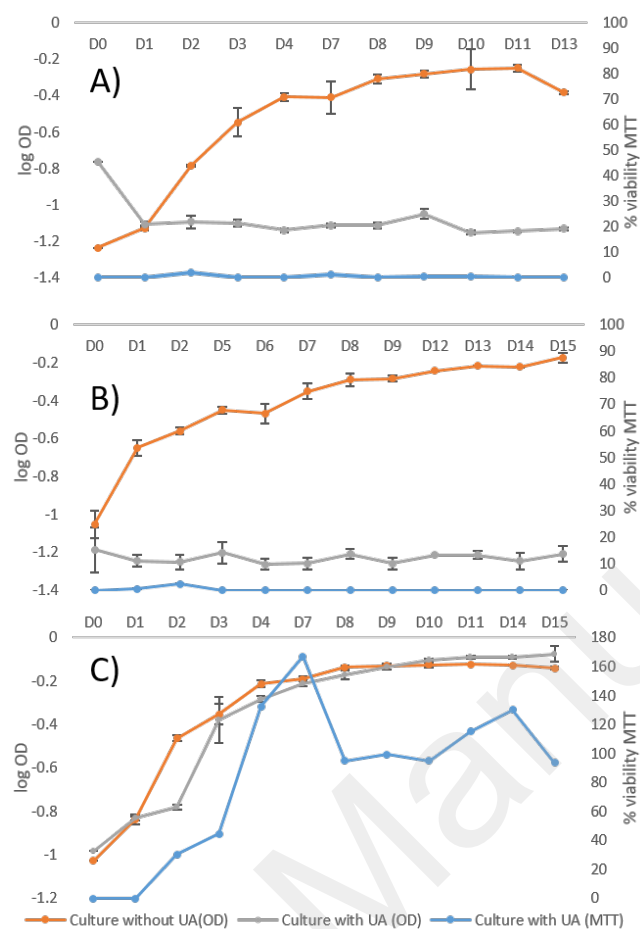 0 D0 D1 D2 D3 D4 D7 D8 D9 D10 D11 D13 100
-0.2 90
80
-0.4 70
-0.6 60
50
-0.8 40
-1 30
20
-1.2 10
-1.4 0
A)
log OD
% viability MTT
0 100
D0 D1 D2 D5 D6 D7 D8 D9 D12 D13 D14 D15
-0.2 90
80
-0.4 70
-0.6 60
50
-0.8 40
-1 30
20
-1.2 10
-1.4 0
B)
log OD
% viability MTT
0 180
D0 D1 D2 D3 D4 D7 D8 D9 D10 D11 D14 D15
-0.2 160
140
-0.4 120
100
-0.6 80
-0.8 60
40
-1 20
-1.2 0
C)
log OD
% viability MTT
Culture without UA(OD) Culture with UA (OD) Culture with UA (MTT)
Manu